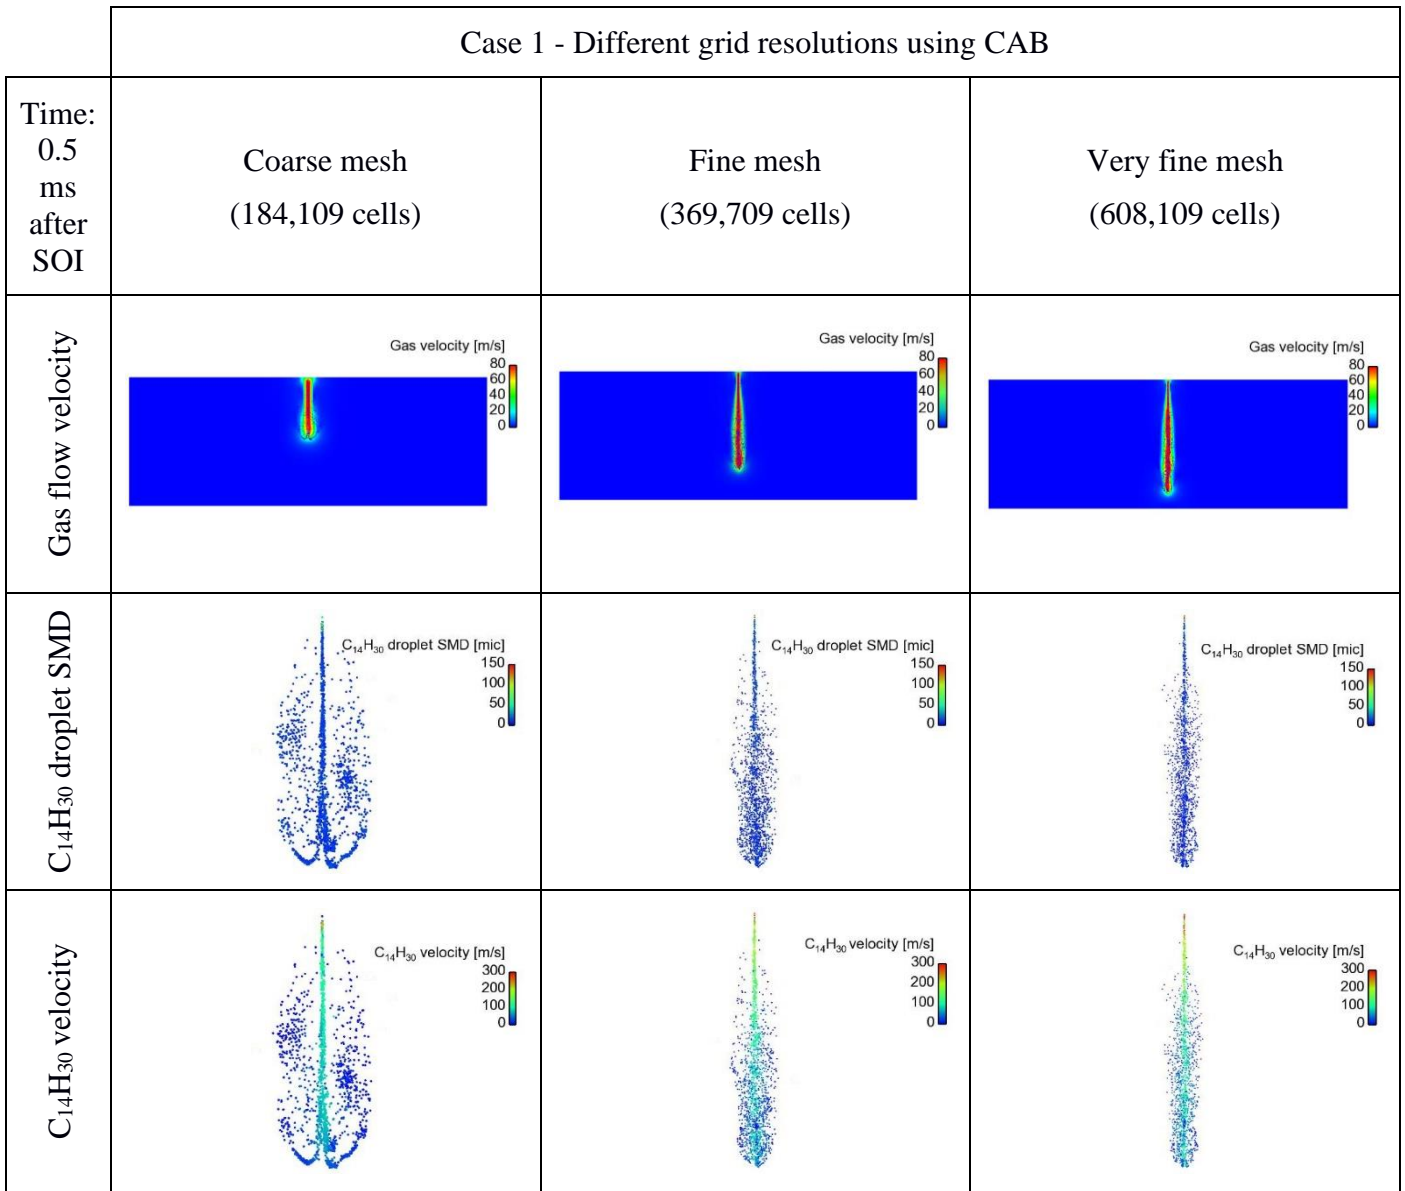 Case 1 - Different grid resolutions using CAB
Time:
0.5
ms
after
SOI
Coarse mesh
(184,109 cells)
Fine mesh
(369,709 cells)
Very fine mesh
(608,109 cells)
Gas flow velocity
Gas velocity [m/s]
80
60
40
20
0
Gas velocity [m/s]
80
60
40
20
0
Gas velocity [m/s]
80
60
40
20
0
C₁₄H₃₀ droplet SMD
C₁₄H₃₀ droplet SMD [mic]
150
100
50
0
C₁₄H₃₀ droplet SMD [mic]
150
100
50
0
C₁₄H₃₀ droplet SMD [mic]
150
100
50
0
C₁₄H₃₀ velocity
C₁₄H₃₀ velocity [m/s]
300
200
100
0
C₁₄H₃₀ velocity [m/s]
300
200
100
0
C₁₄H₃₀ velocity [m/s]
300
200
100
0